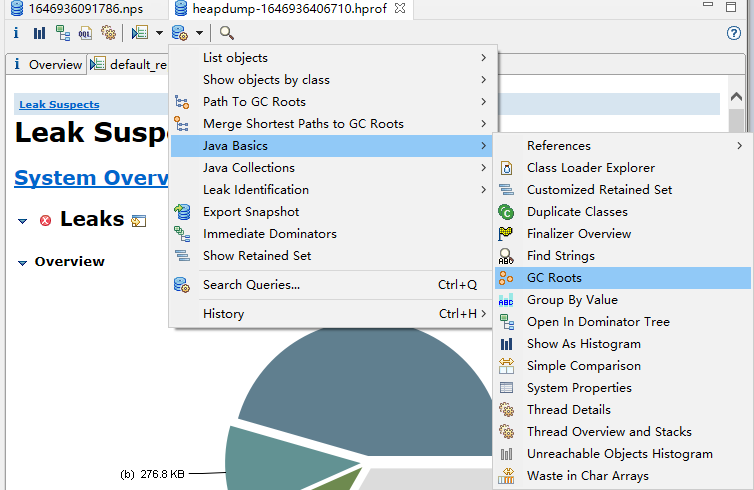 1646936091786.nps
heapdump-1646936406710.hprof
i
i Overview
default_re
Leak Suspects
Leak Susp
System Overv
Leaks
Overview
(b) 276.8 KB
List objects
Show objects by class
Path To GC Roots
Merge Shortest Paths to GC Roots
Java Basics
Java Collections
Leak Identification
Export Snapshot
Immediate Dominators
Show Retained Set
Search Queries... Ctrl+Q
History Ctrl+H
References
Class Loader Explorer
Customized Retained Set
Duplicate Classes
Finalizer Overview
Find Strings
GC Roots
Group By Value
Open In Dominator Tree
Show As Histogram
Simple Comparison
System Properties
Thread Details
Thread Overview and Stacks
Unreachable Objects Histogram
Waste in Char Arrays